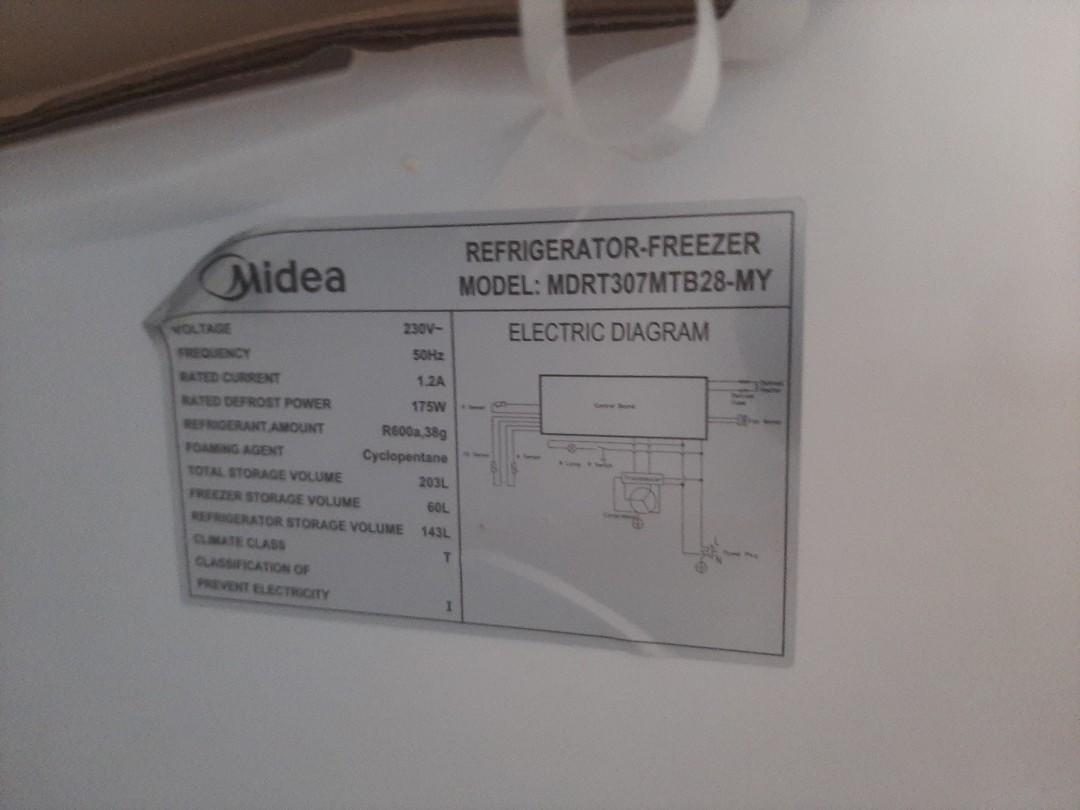 Midea
REFRIGERATOR-FREEZER
MODEL: MDRT307MTB28-MY
VOLTAGE 230V~
FREQUENCY 50Hz
RATED CURRENT 1.2A
RATED DEFROST POWER 175W
REFRIGERANT,AMOUNT R600a,38g
FOAMING AGENT Cyclopentane
TOTAL STORAGE VOLUME 203L
FREEZER STORAGE VOLUME 60L
REFRIGERATOR STORAGE VOLUME 143L
CLIMATE CLASS T
CLASSIFICATION OF
PREVENT ELECTRICITY I
ELECTRIC DIAGRAM
Control Board
L
N